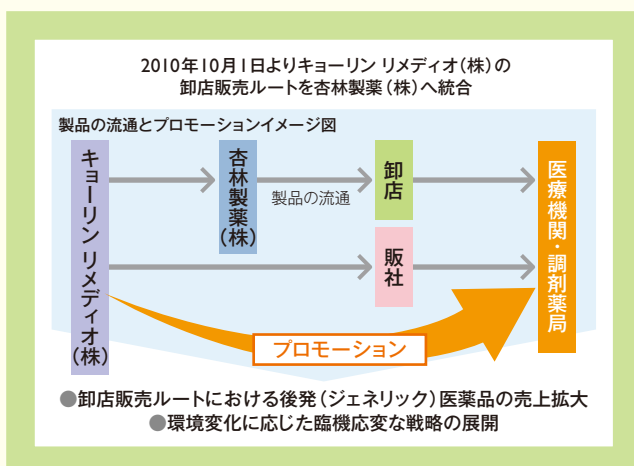 2010年10月1日よりキョーリン リメディオ(株)の
卸店販売ルートを杏林製薬(株)へ統合
製品の流通とプロモーションイメージ図
キョーリン リメディオ(株)
杏林製薬(株)
製品の流通
卸店
販社
医療機関・調剤薬局
プロモーション
●卸店販売ルートにおける後発(ジェネリック)医薬品の売上拡大
●環境変化に応じた臨機応変な戦略の展開